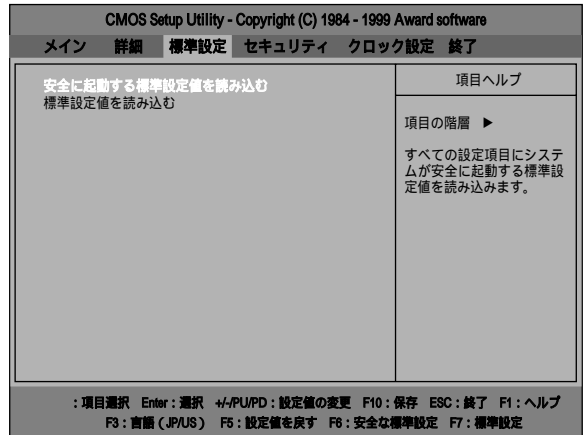 CMOS Setup Utility - Copyright (C) 1984 - 1999 Award software
メイン 詳細 標準設定 セキュリティ クロック設定 終了
安全に起動する標準設定値を読み込む
標準設定値を読み込む
項目ヘルプ
項目の階層 ▶
すべての設定項目にシステ
ムが安全に起動する標準設
定値を読み込みます。
：項目選択 Enter：選択 +/-/PU/PD：設定値の変更 F10：保存 ESC：終了 F1：ヘルプ
F3：言語（JP/US） F5：設定値を戻す F6：安全な標準設定 F7：標準設定